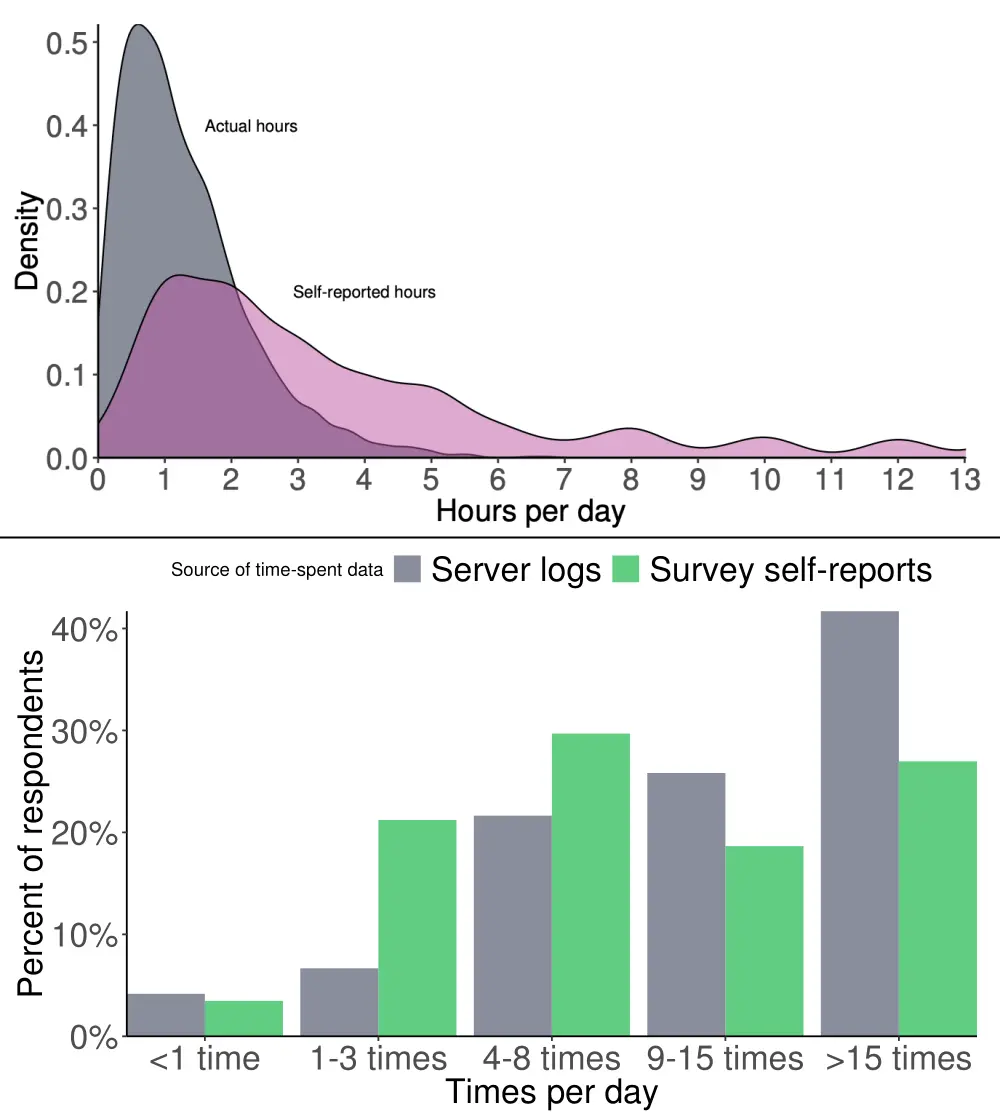 0.5
0.4
0.3
0.2
0.1
0.0
Density
Actual hours
Self-reported hours
0 1 2 3 4 5 6 7 8 9 10 11 12 13
Hours per day
Source of time-spent data Server logs Survey self-reports
40%
30%
20%
10%
0%
Percent of respondents
<1 time 1-3 times 4-8 times 9-15 times >15 times
Times per day